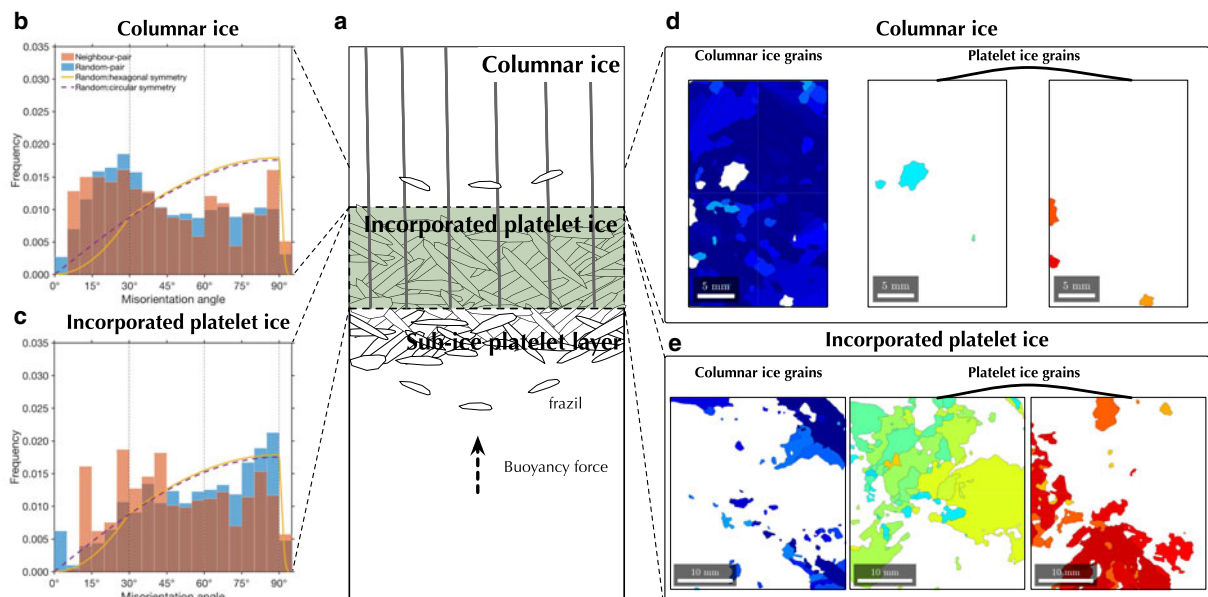 b
Columnar ice
0.035
0.030
0.025
0.020
0.015
0.010
0.005
0.000
Frequency
Neighbour-pair
Random-pair
Random:hexagonal symmetry
Random:circular symmetry
0°
15°
30°
45°
60°
75°
90°
Misorientation angle
c
Incorporated platelet ice
0.035
0.030
0.025
0.020
0.015
0.010
0.005
0.000
Frequency
0°
15°
30°
45°
60°
75°
90°
Misorientation angle
a
Columnar ice
Incorporated platelet ice
Sub-ice platelet layer
frazil
Buoyancy force
d
Columnar ice
Columnar ice grains
Platelet ice grains
5 mm
5 mm
5 mm
e
Incorporated platelet ice
Columnar ice grains
Platelet ice grains
10 mm
10 mm
10 mm